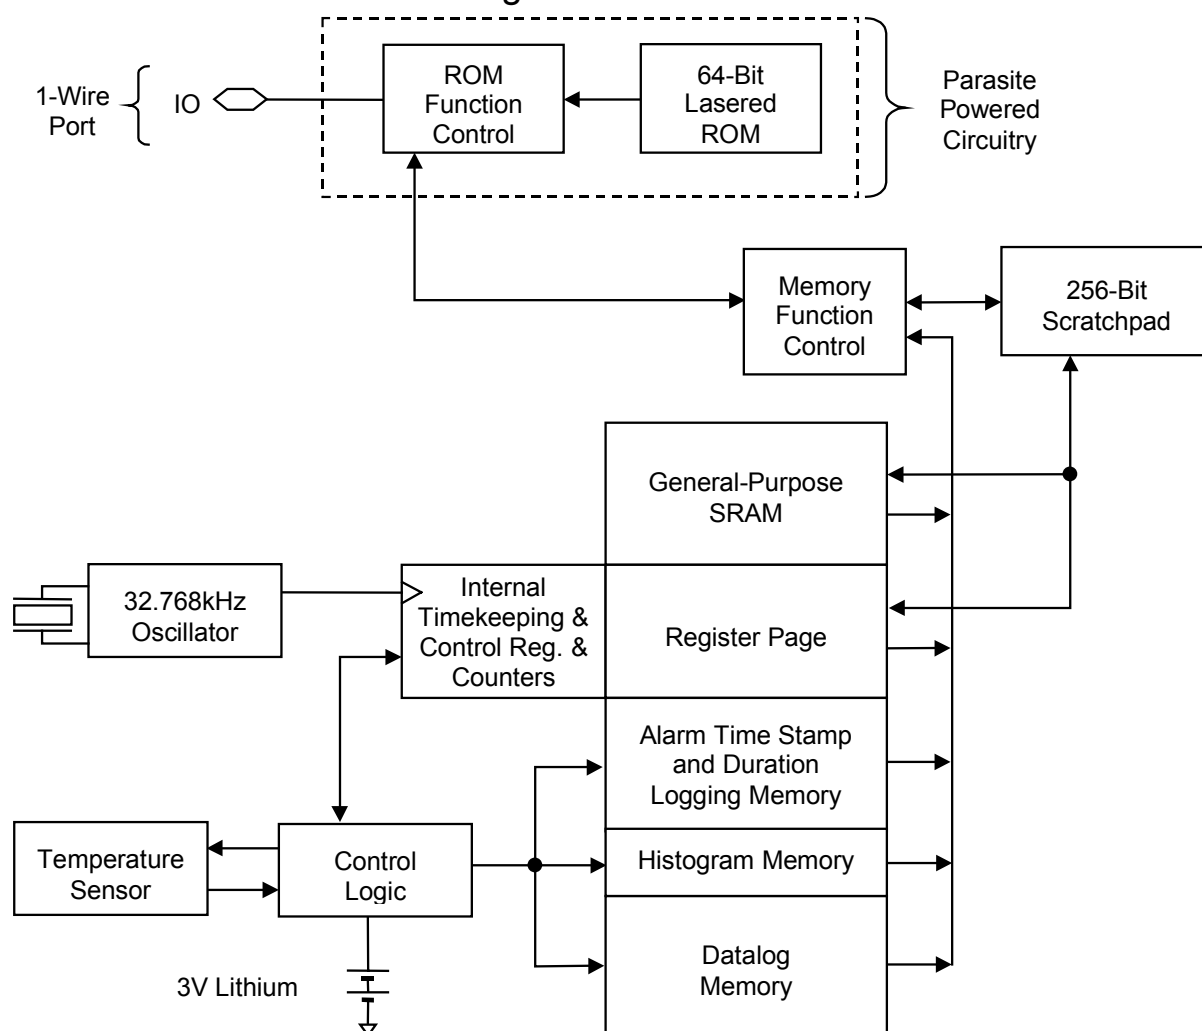 1-Wire
Port
IO
ROM
Function
Control
64-Bit
Lasered
ROM
Parasite
Powered
Circuitry
Memory
Function
Control
256-Bit
Scratchpad
General-Purpose
SRAM
32.768kHz
Oscillator
Internal
Timekeeping &
Control Reg. &
Counters
Register Page
Alarm Time Stamp
and Duration
Logging Memory
Temperature
Sensor
Control
Logic
Histogram Memory
Datalog
Memory
3V Lithium